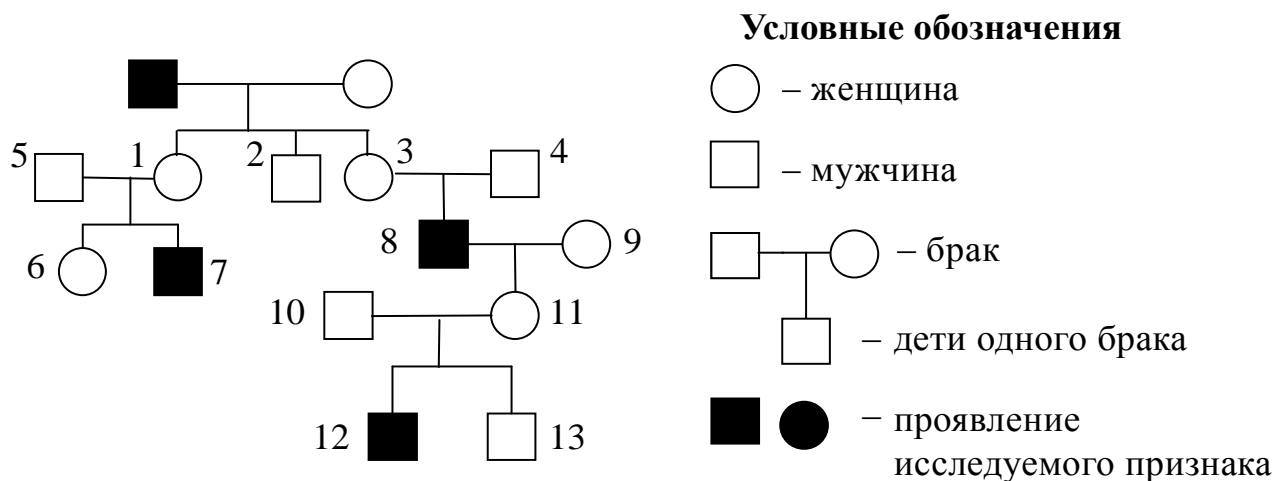 Условные обозначения
– женщина
– мужчина
– брак
– дети одного брака
– проявление
исследуемого признака
5 1 2 3 4
6 7 8 9
10 11
12 13